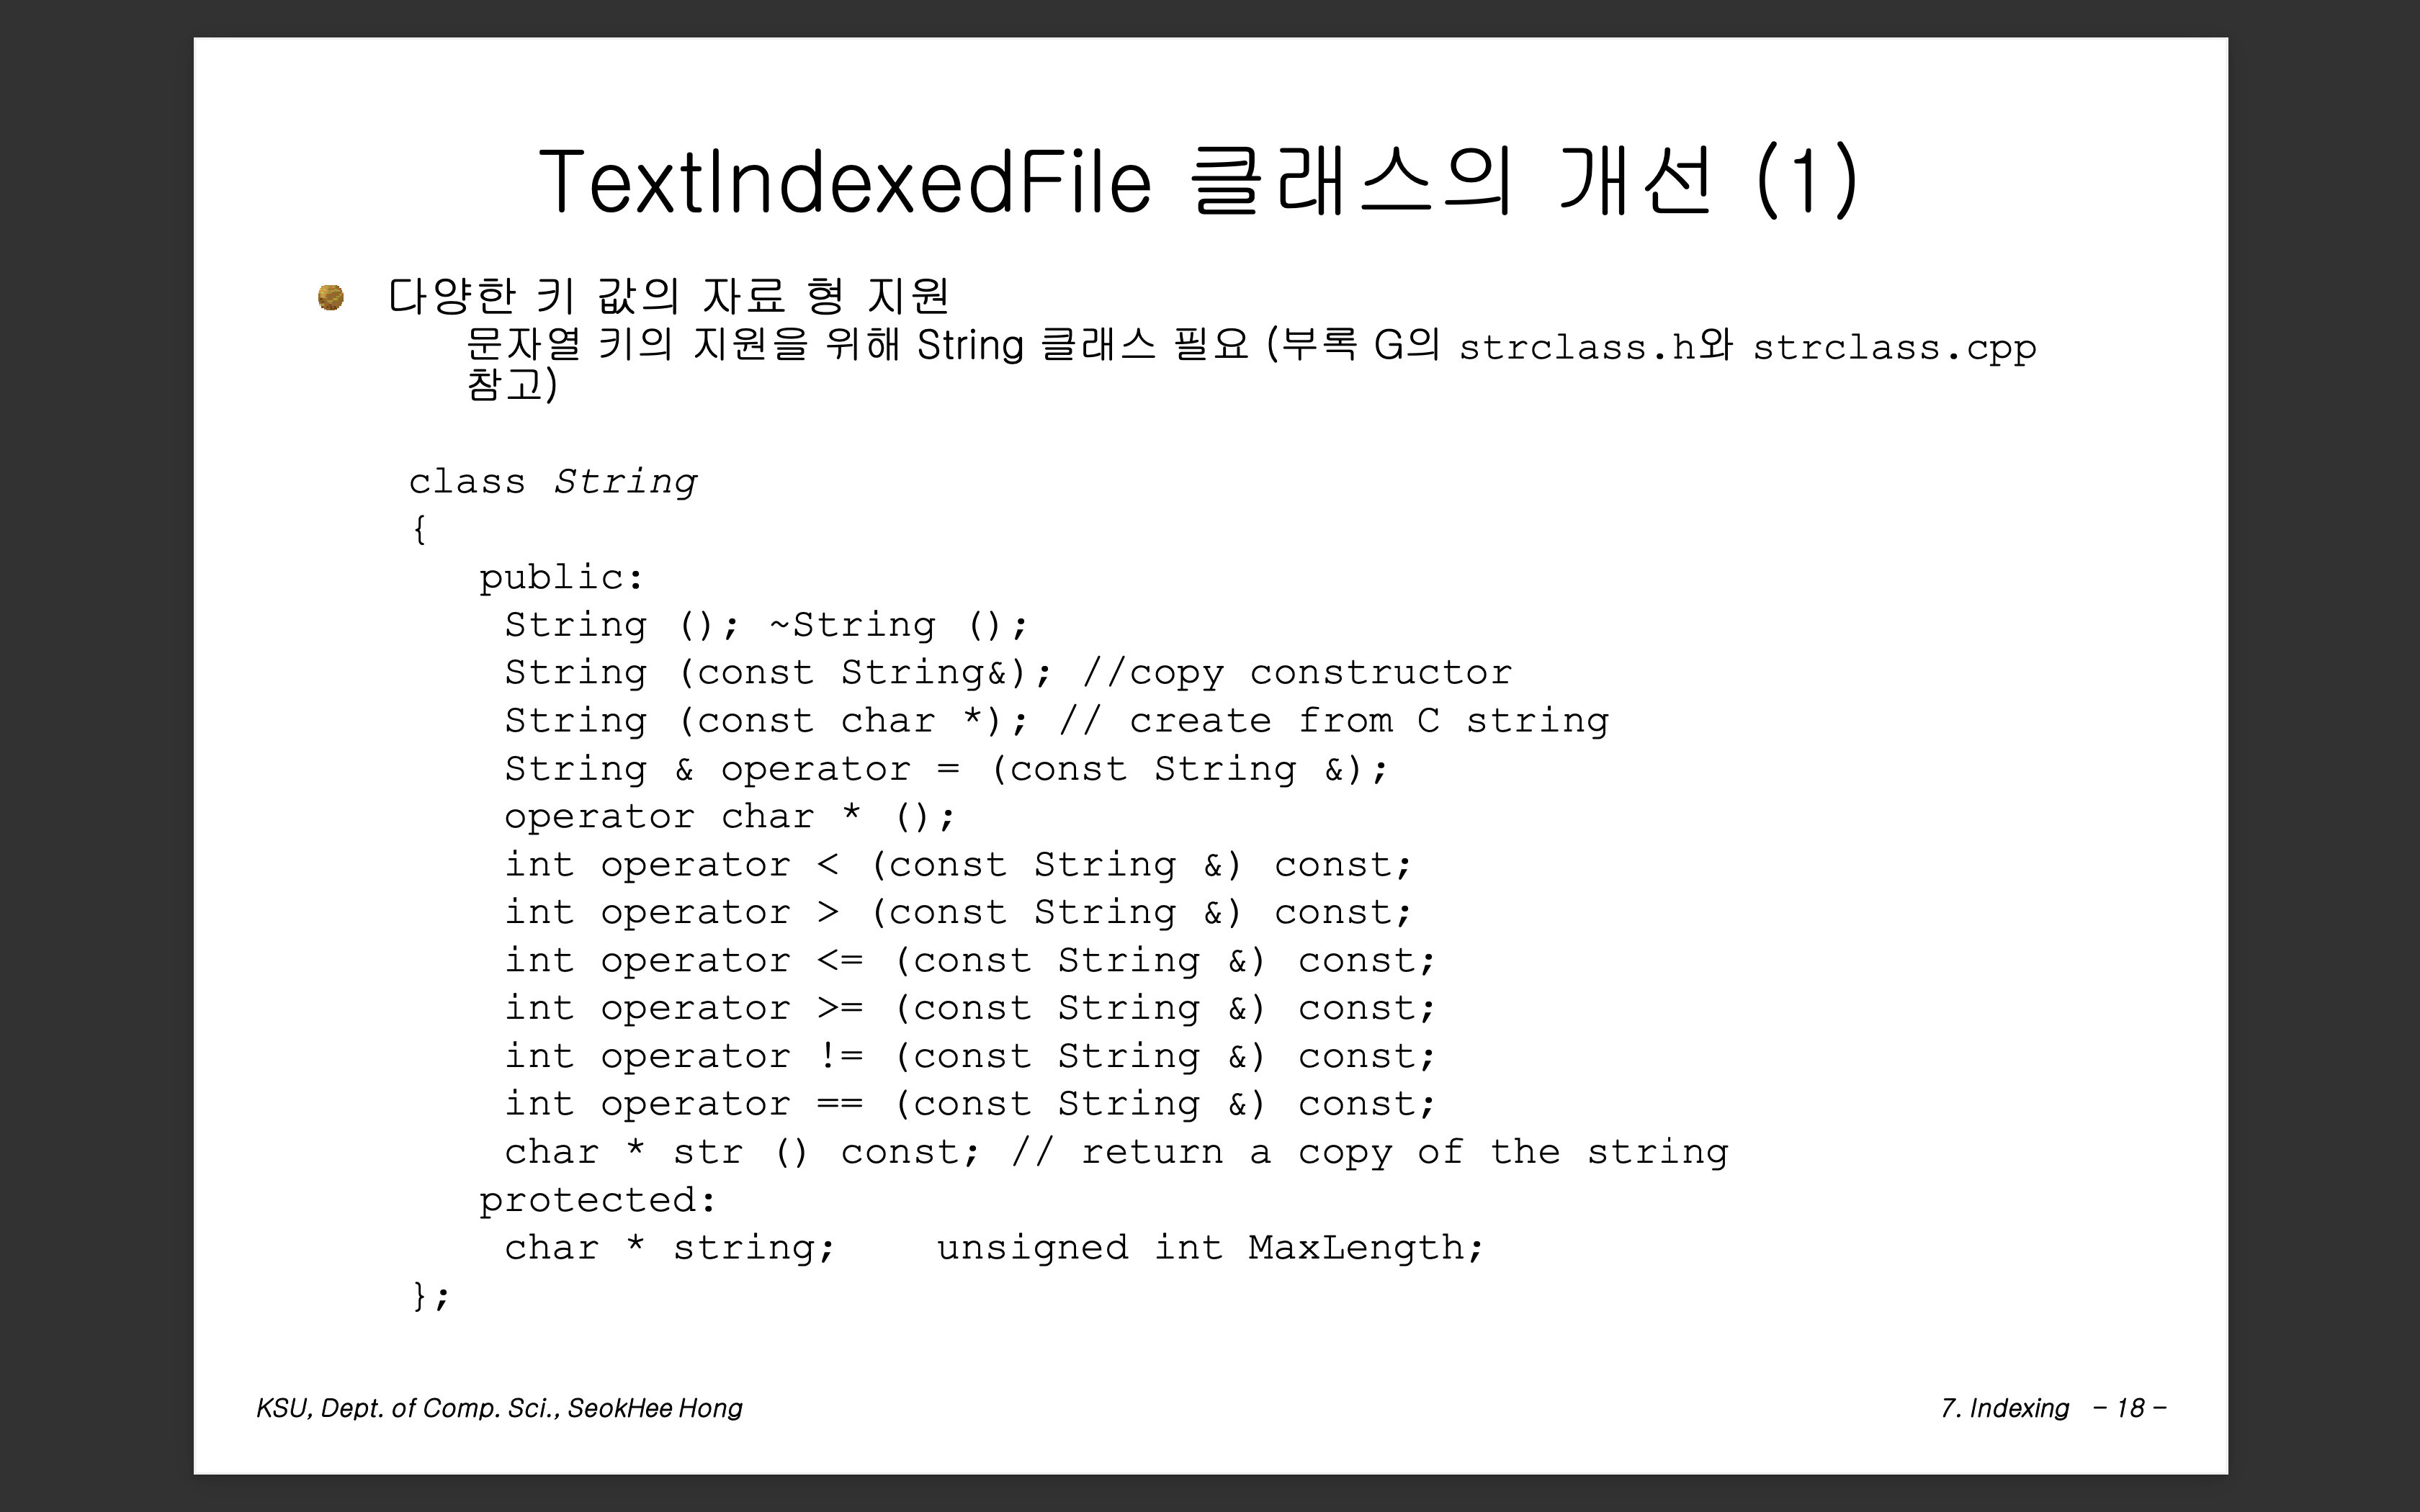 TextIndexedFile 클래스의 개선 (1)
다양한 키 값의 자료 형 지원
문자열 키의 지원을 위해 String 클래스 필요 (부록 G의 strclass.h와 strclass.cpp
참고)
class String
{
public:
String (); ~String ();
String (const String&); //copy constructor
String (const char *); // create from C string
String & operator = (const String &);
operator char * ();
int operator < (const String &) const;
int operator > (const String &) const;
int operator <= (const String &) const;
int operator >= (const String &) const;
int operator != (const String &) const;
int operator == (const String &) const;
char * str () const; // return a copy of the string
protected:
char * string; unsigned int MaxLength;
};
KSU, Dept. of Comp. Sci., SeokHee Hong
7. Indexing - 18 -